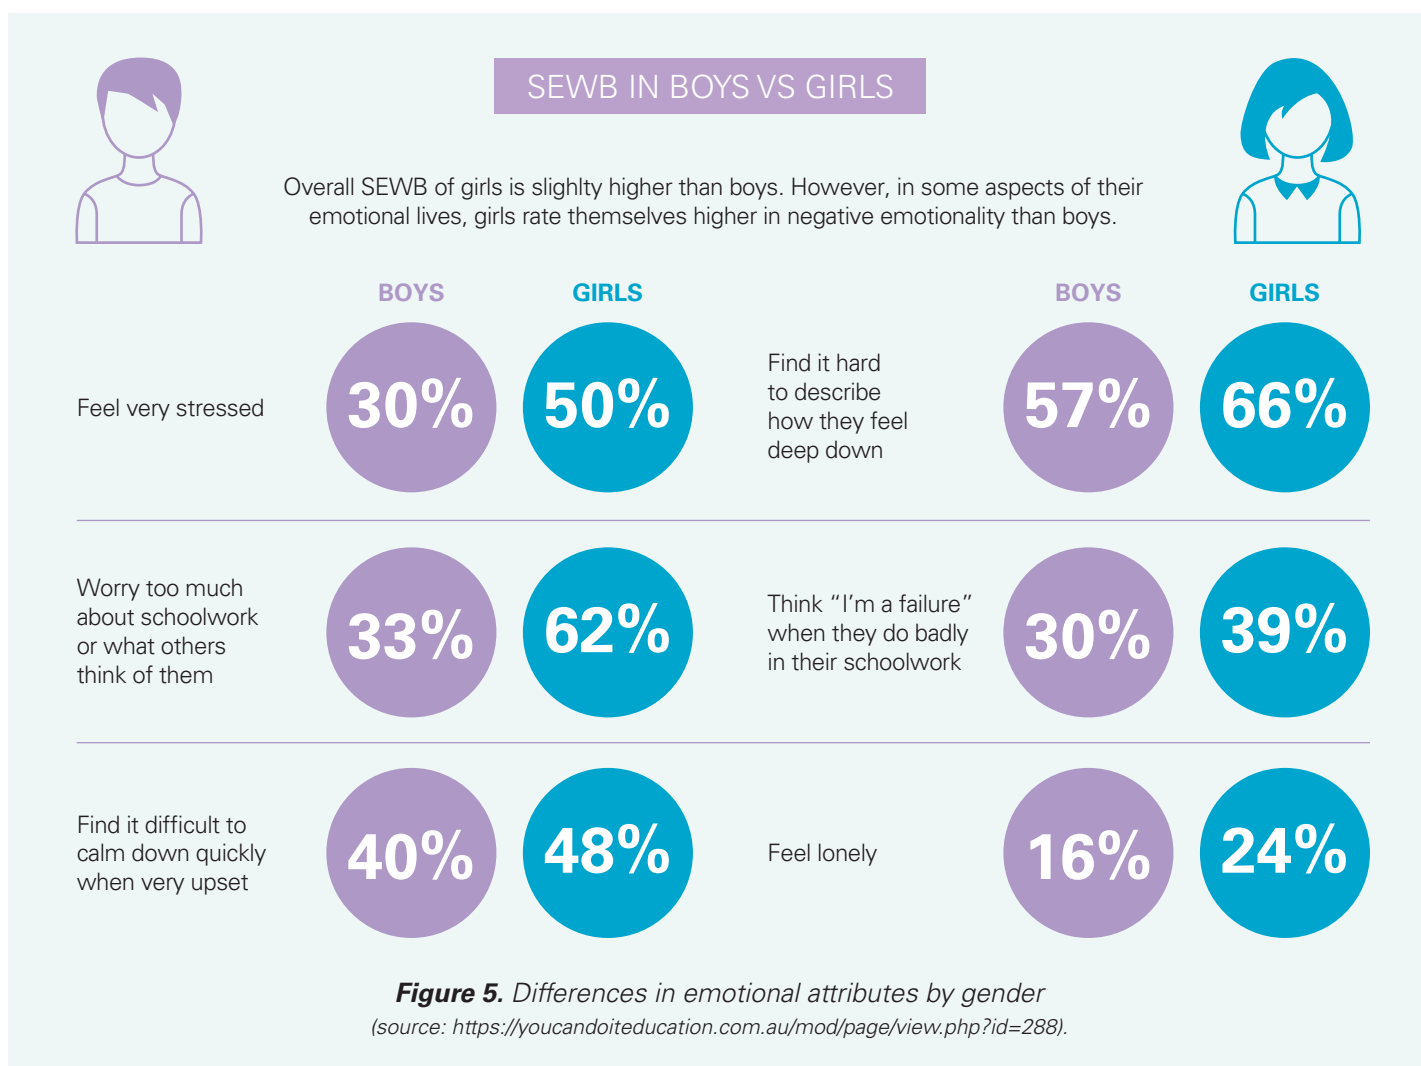 SEWB IN BOYS VS GIRLS
Overall SEWB of girls is slighlty higher than boys. However, in some aspects of their
emotional lives, girls rate themselves higher in negative emotionality than boys.
BOYS GIRLS BOYS GIRLS
Feel very stressed
30% 50%
Find it hard
to describe
how they feel
deep down
57% 66%
Worry too much
about schoolwork
or what others
think of them
33% 62%
Think “I’m a failure”
when they do badly
in their schoolwork
30% 39%
Find it difficult to
calm down quickly
when very upset
40% 48%
Feel lonely
16% 24%
Figure 5. Differences in emotional attributes by gender
(source: https://youcandoiteducation.com.au/mod/page/view.php?id=288).